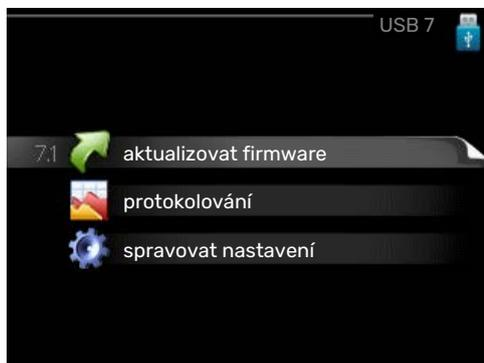 USB 7
7.1 aktualizovat firmware
protokolování
spravovat nastavení